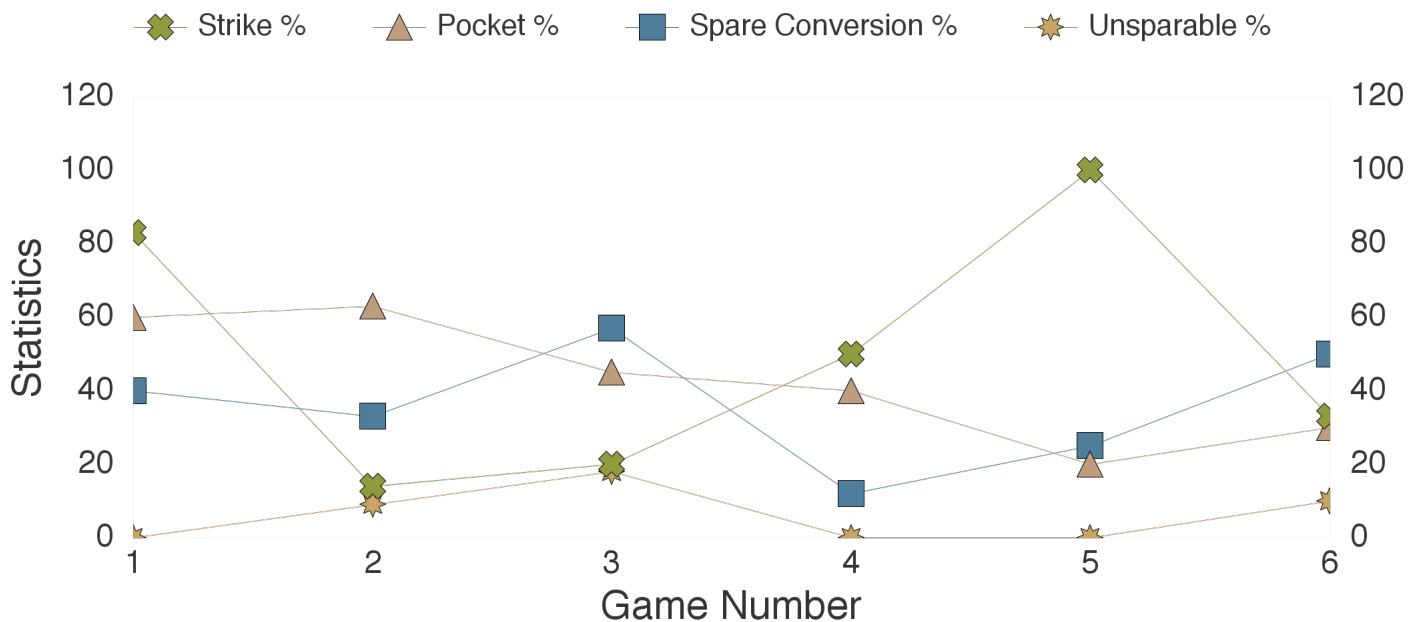 Strike % Pocket % Spare Conversion % Unsparable %
120 120
100 100
80 80
60 60
40 40
20 20
0 0
Statistics
1 2 3 4 5 6
Game Number